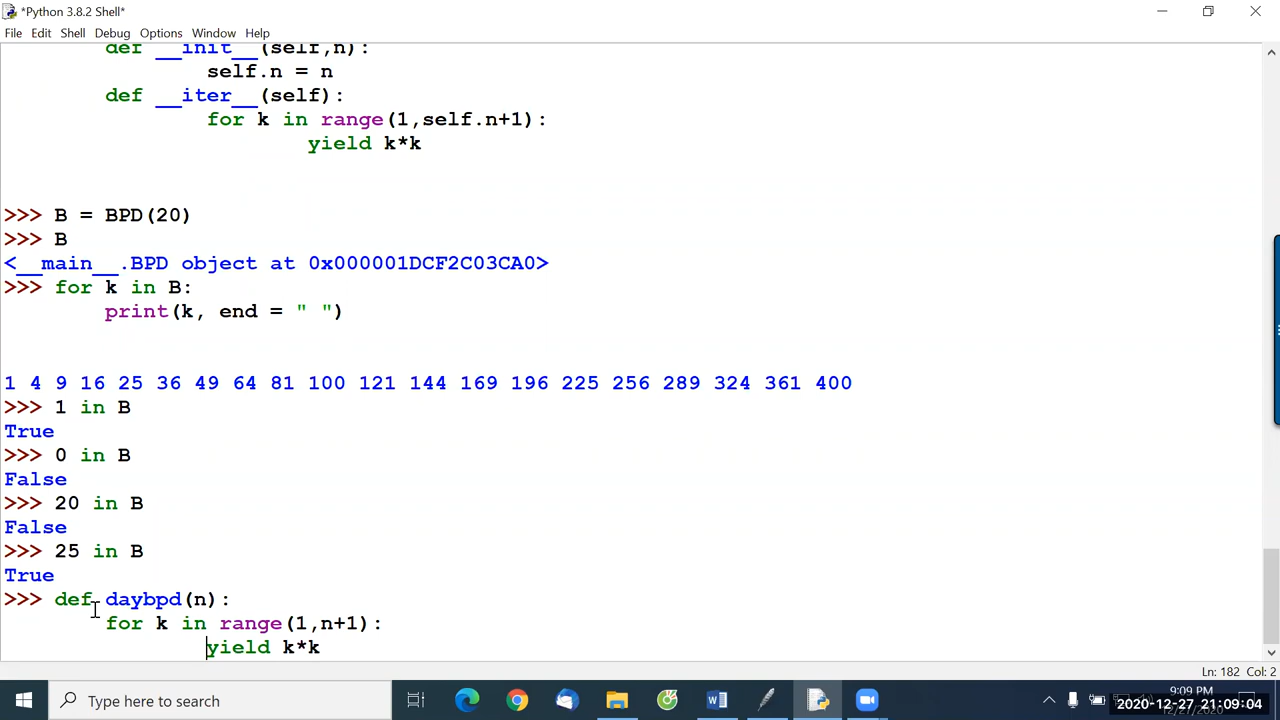 *Python 3.8.2 Shell*
File Edit Shell Debug Options Window Help
def __init__(self,n):
self.n = n
def __iter__(self):
for k in range(1,self.n+1):
yield k*k
>>> B = BPD(20)
>>> B
<__main__.BPD object at 0x000001DCF2C03CA0>
>>> for k in B:
print(k, end = " ")
1 4 9 16 25 36 49 64 81 100 121 144 169 196 225 256 289 324 361 400
>>> 1 in B
True
>>> 0 in B
False
>>> 20 in B
False
>>> 25 in B
True
>>> def daybpd(n):
for k in range(1,n+1):
yield k*k
Ln: 182 Col: 2
Type here to search
9:09 PM
2020-12-27 21:09:04